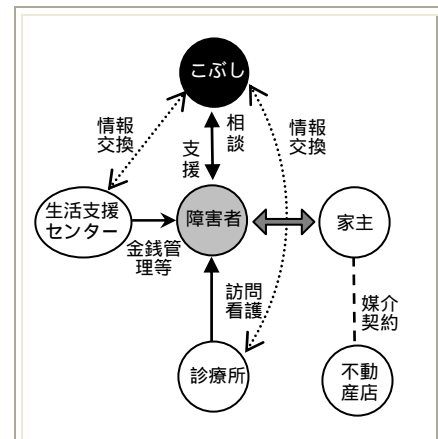 こぶし
情報
交換
支援
相談
情報
交換
生活支援
センター
障害者
家主
金銭管
理等
訪問
看護
媒介
契約
診療所
不動
産店